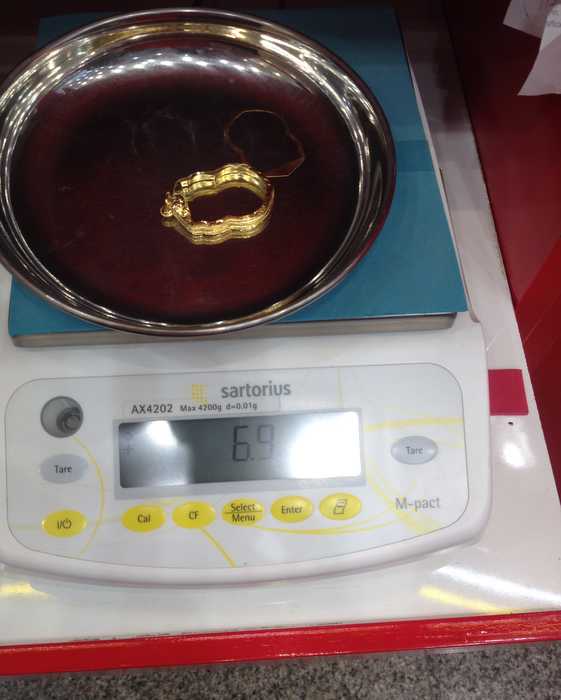 sartorius
AX4202 Max 4200g d=0.01g
+ 6.9
Tare
Tare
I/⏻
Cal
CF
Select
Menu
Enter
M-pact